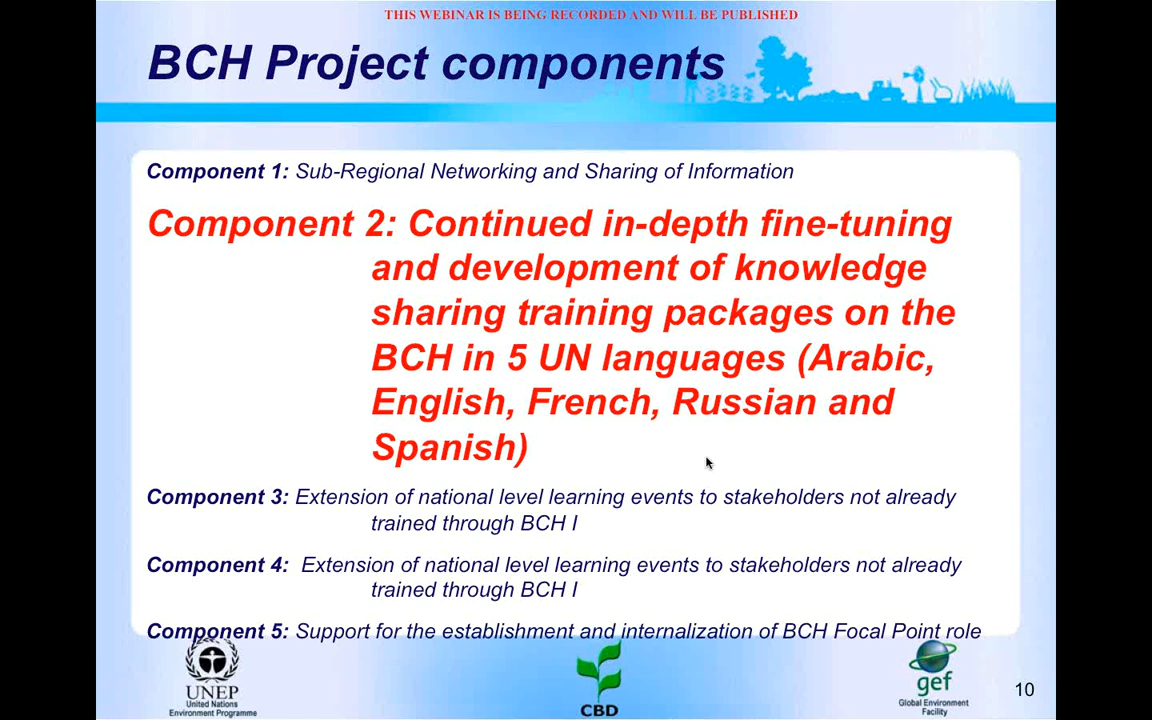 THIS WEBINAR IS BEING RECORDED AND WILL BE PUBLISHED
BCH Project components
Component 1: Sub-Regional Networking and Sharing of Information
Component 2: Continued in-depth fine-tuning
and development of knowledge
sharing training packages on the
BCH in 5 UN languages (Arabic,
English, French, Russian and
Spanish)
Component 3: Extension of national level learning events to stakeholders not already
trained through BCH I
Component 4: Extension of national level learning events to stakeholders not already
trained through BCH I
Component 5: Support for the establishment and internalization of BCH Focal Point role
UNEP
United Nations
Environment Programme
CBD
gef
Global Environment
Facility
10